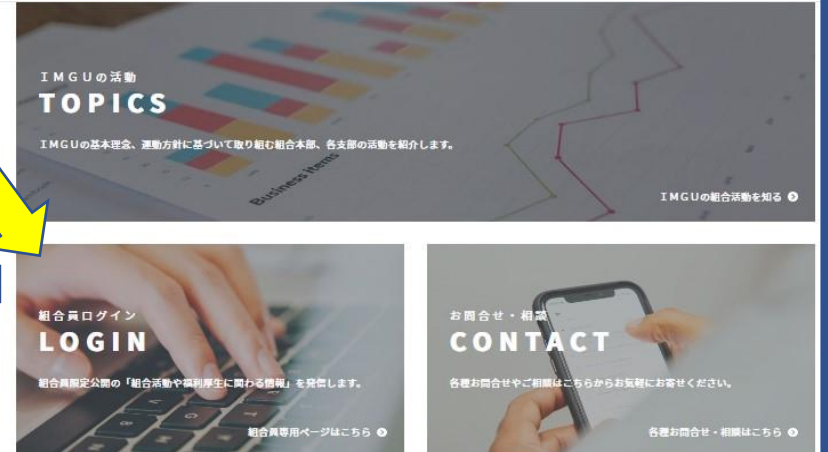 ＩＭＧＵの活動
TOPICS
ＩＭＧＵの基本理念、運動方針に基づいて取り組む組合本部、各支部の活動を紹介します。
Business items
ＩＭＧＵの組合活動を知る
組合員ログイン
LOGIN
組合員限定公開の「組合活動や福利厚生に関わる情報」を発信します。
組合員専用ページはこちら
お問合せ・相談
CONTACT
各種お問合せやご相談はこちらからお気軽にお寄せください。
各種お問合せ・相談はこちら